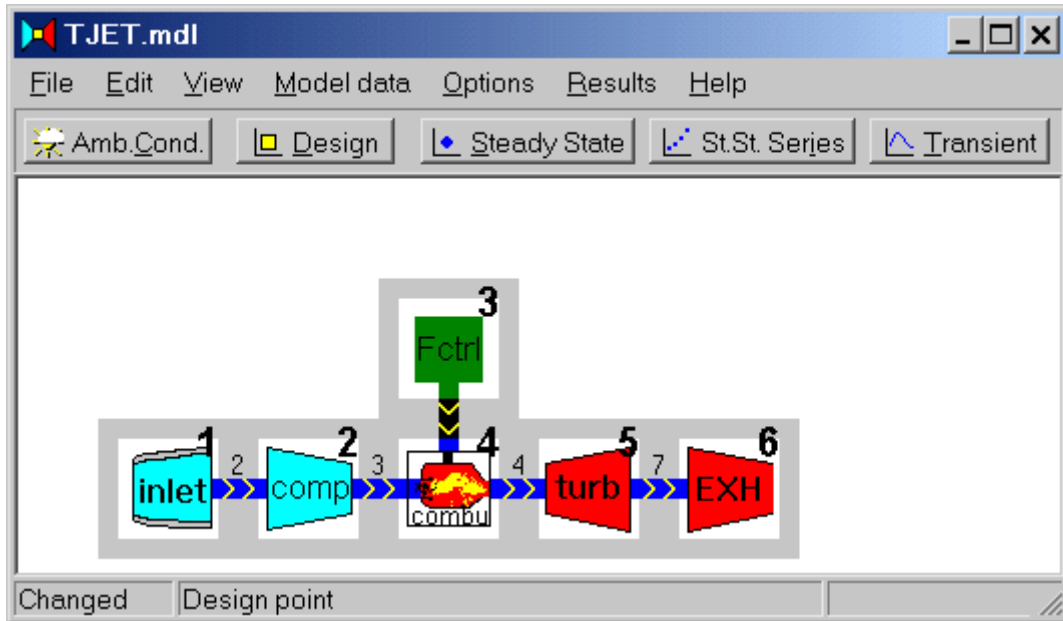 TJET.mdl
File Edit View Model data Options Results Help
Amb.Cond. Design Steady State St.St. Series Transient
3
Fctrl
1 2 4 5 6
2 3 4 7
inlet comp turb EXH
combu
Changed Design point